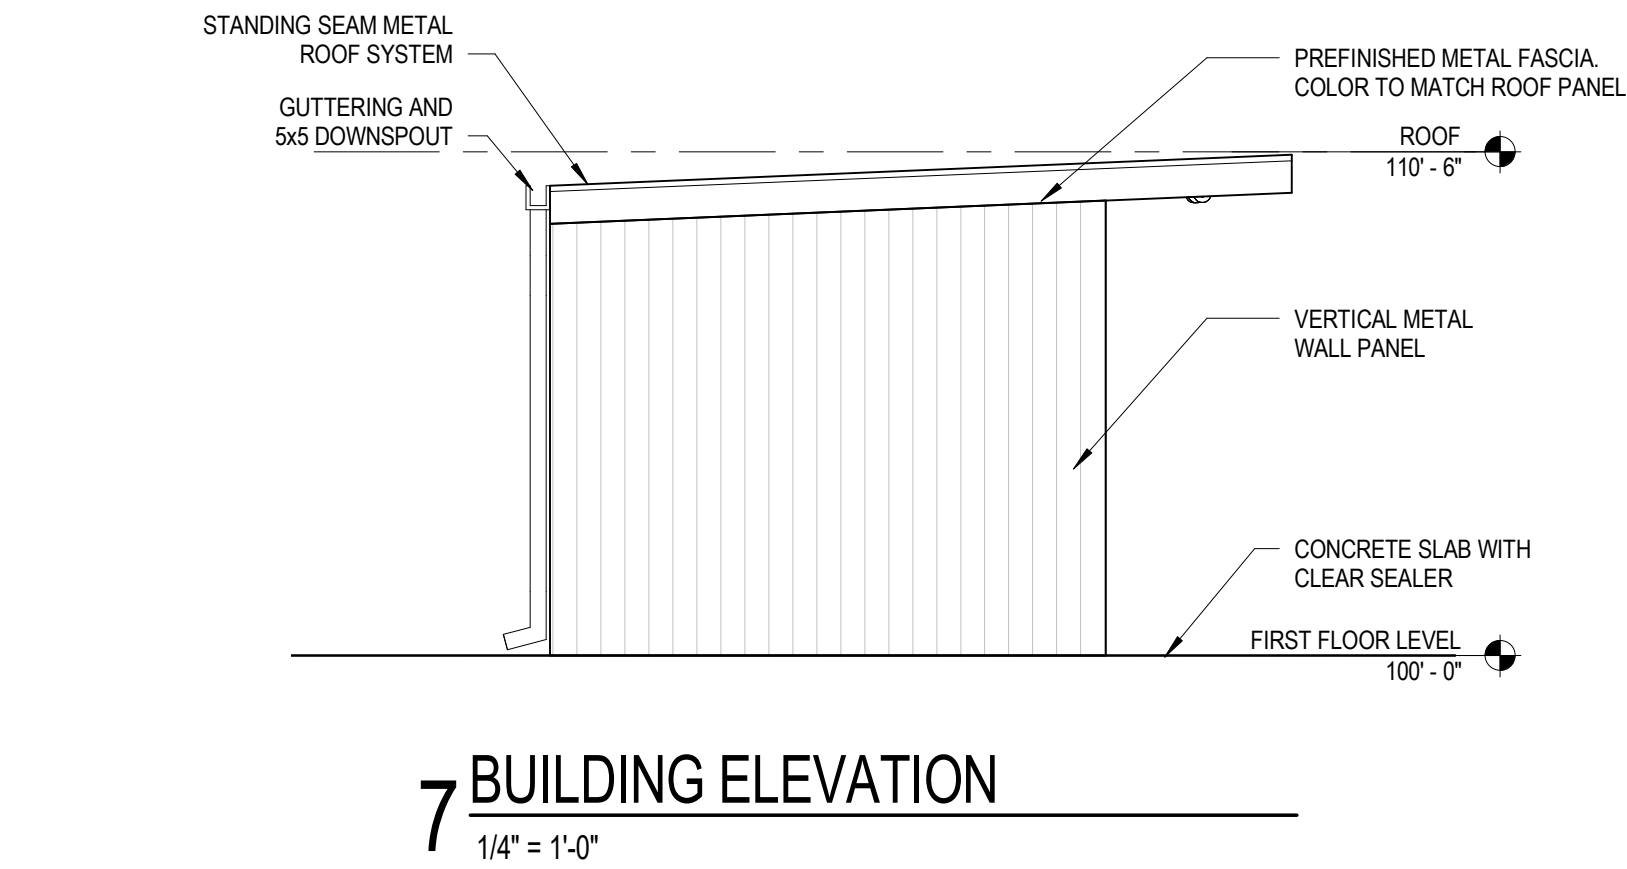 STANDING SEAM METAL
ROOF SYSTEM
GUTTERING AND
5x5 DOWNSPOUT
PREFINISHED METAL FASCIA.
COLOR TO MATCH ROOF PANEL
ROOF
110' - 6"
VERTICAL METAL
WALL PANEL
CONCRETE SLAB WITH
CLEAR SEALER
FIRST FLOOR LEVEL
100' - 0"
7 BUILDING ELEVATION
1/4" = 1'-0"